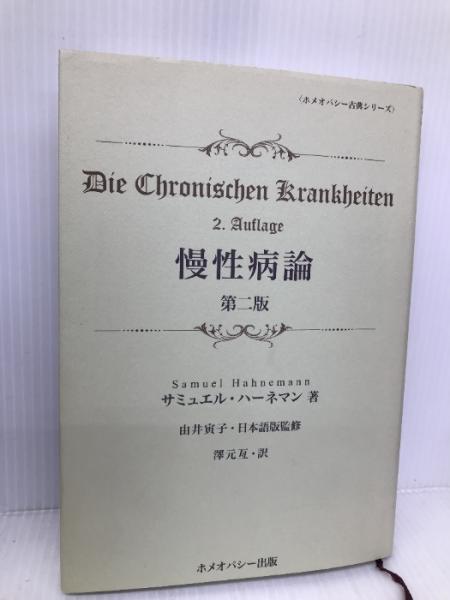 〈ホメオパシー古典シリーズ〉
Die Chronischen Krankheiten
2. Auflage
慢性病論
第二版
Samuel Hahnemann
サミュエル・ハーネマン 著
由井寅子・日本語版監修
澤元亙・訳
ホメオパシー出版